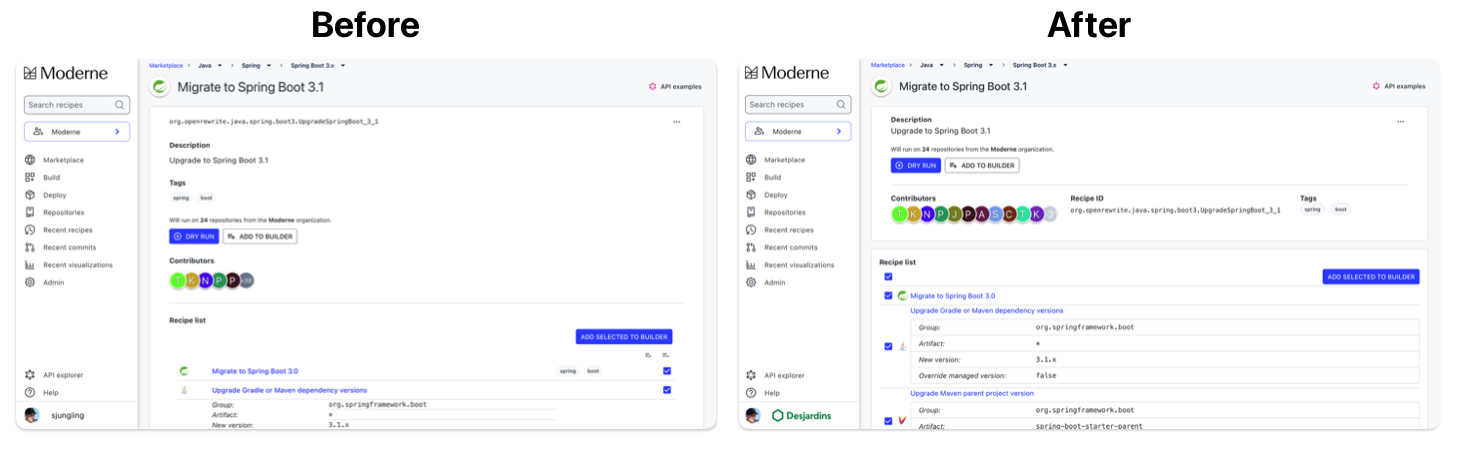 Before
Moderne
Search recipes
Moderne
Marketplace
Build
Deploy
Repositories
Recent recipes
Recent commits
Recent visualizations
Admin
API explorer
Help
sjungling
Marketplace > Java > Spring > Spring Boot 3.x
Migrate to Spring Boot 3.1
API examples
org.openrewrite.java.spring.boot3.UpgradeSpringBoot_3_1
Description
Upgrade to Spring Boot 3.1
Tags
spring boot
Will run on 24 repositories from the Moderne organization.
DRY RUN ADD TO BUILDER
Contributors
T K N P P
Recipe list
ADD SELECTED TO BUILDER
Migrate to Spring Boot 3.0 spring boot
Upgrade Gradle or Maven dependency versions
Group: org.springframework.boot
Artifact: *
New version: 3.1.x
After
Moderne
Search recipes
Moderne
Marketplace
Build
Deploy
Repositories
Recent recipes
Recent commits
Recent visualizations
Admin
API explorer
Help
Desjardins
Marketplace > Java > Spring > Spring Boot 3.x
Migrate to Spring Boot 3.1
API examples
Description
Upgrade to Spring Boot 3.1
Will run on 24 repositories from the Moderne organization.
DRY RUN ADD TO BUILDER
Contributors Recipe ID Tags
T K N P J P A S C T K
org.openrewrite.java.spring.boot3.UpgradeSpringBoot_3_1
spring boot
Recipe list
ADD SELECTED TO BUILDER
Migrate to Spring Boot 3.0
Upgrade Gradle or Maven dependency versions
Group: org.springframework.boot
Artifact: *
New version: 3.1.x
Override managed version: false
Upgrade Maven parent project version
Group: org.springframework.boot
Artifact: spring-boot-starter-parent